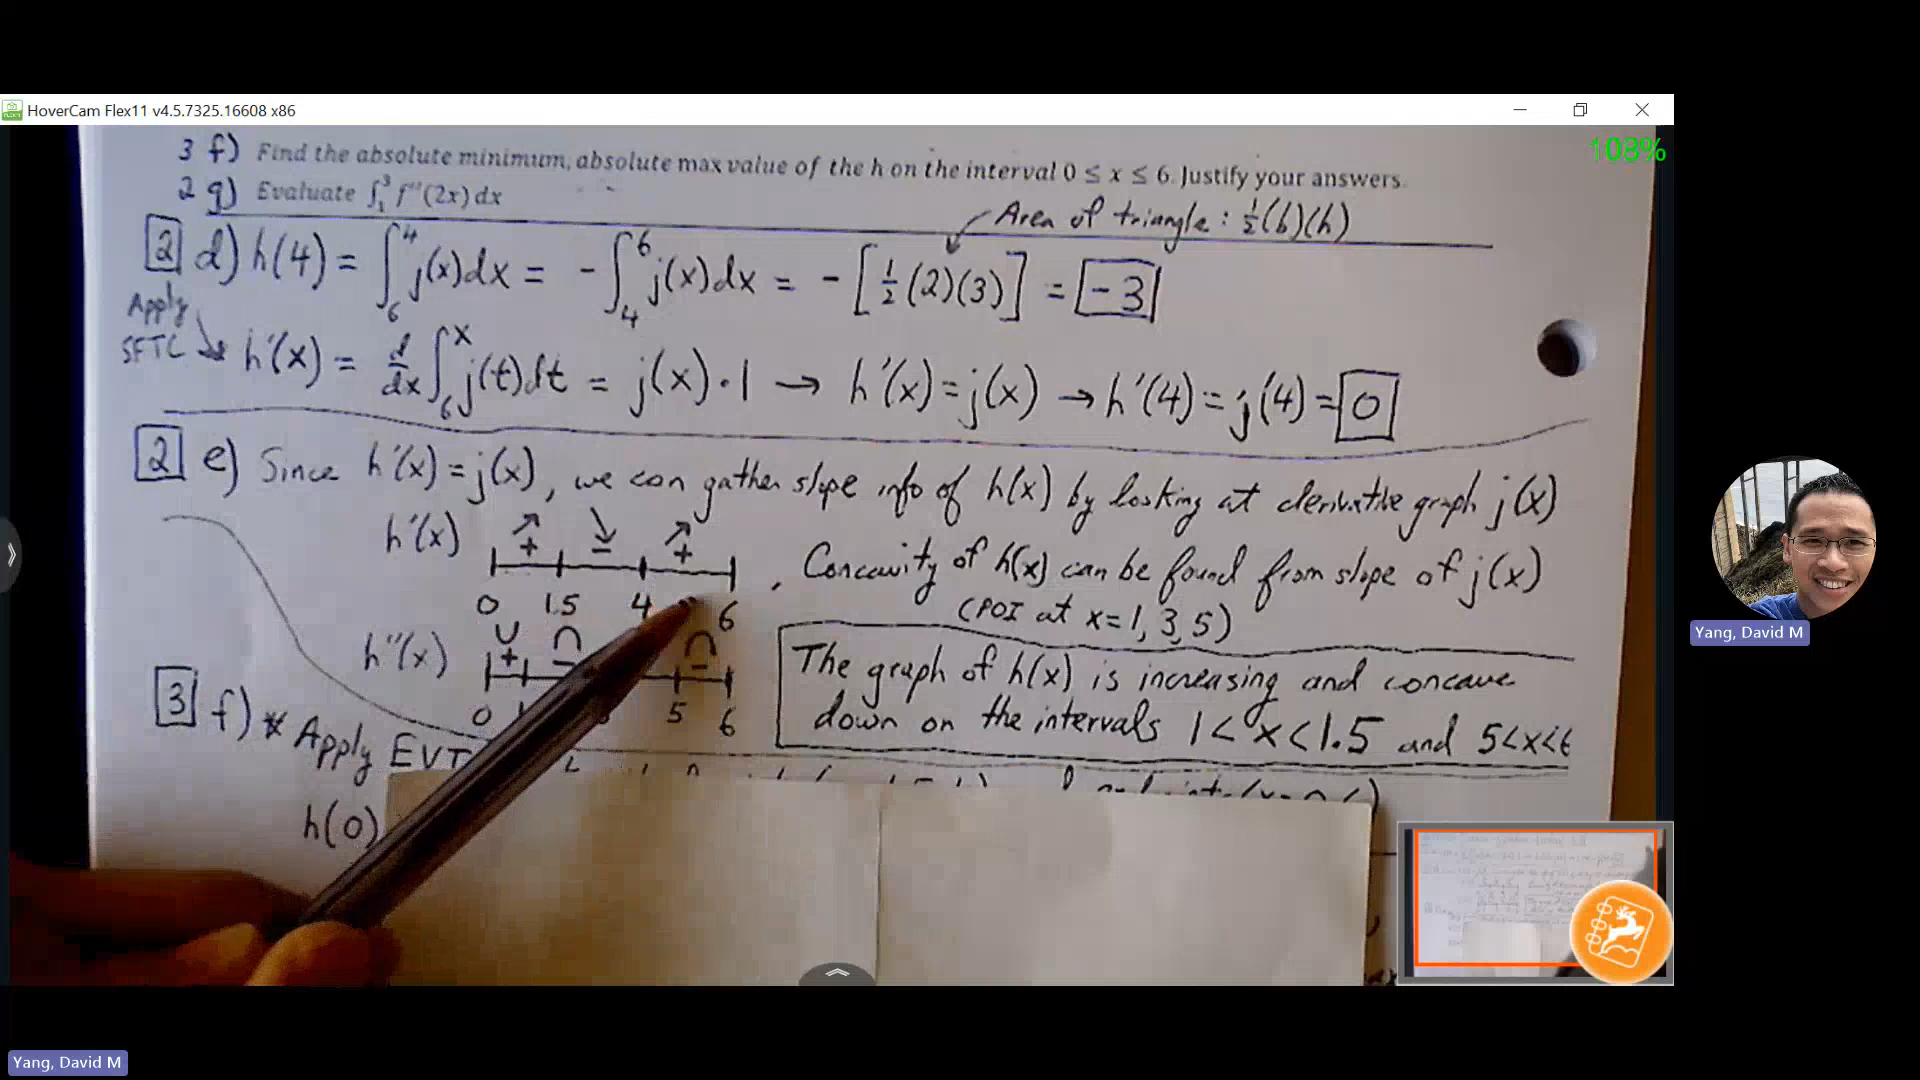 HoverCam Flex11 v4.5.7325.16608 x86
103%
3 f) Find the absolute minimum, absolute max value of the h on the interval 0 ≤ x ≤ 6. Justify your answers.
2 g) Evaluate ∫₁³ f''(2x) dx
Area of triangle: ½(b)(h)
2 d) h(4) = ∫₆⁴ j(x)dx = -∫₄⁶ j(x)dx = -[½(2)(3)] = -3
Apply
SFTC h'(x) = d/dx ∫₆ˣ j(t)dt = j(x)·1 → h'(x) = j(x) → h'(4) = j(4) = 0
2 e) Since h'(x) = j(x), we can gather slope info of h(x) by looking at derivative graph j(x)
h'(x) + - +
0 1.5 4 6
. Concavity of h(x) can be found from slope of j(x)
(POI at x=1, 3, 5)
h''(x) + - -
0 5 6
The graph of h(x) is increasing and concave
down on the intervals 1<x<1.5 and 5<x<6
3 f) * Apply EVT
h(0)
Yang, David M
Yang, David M